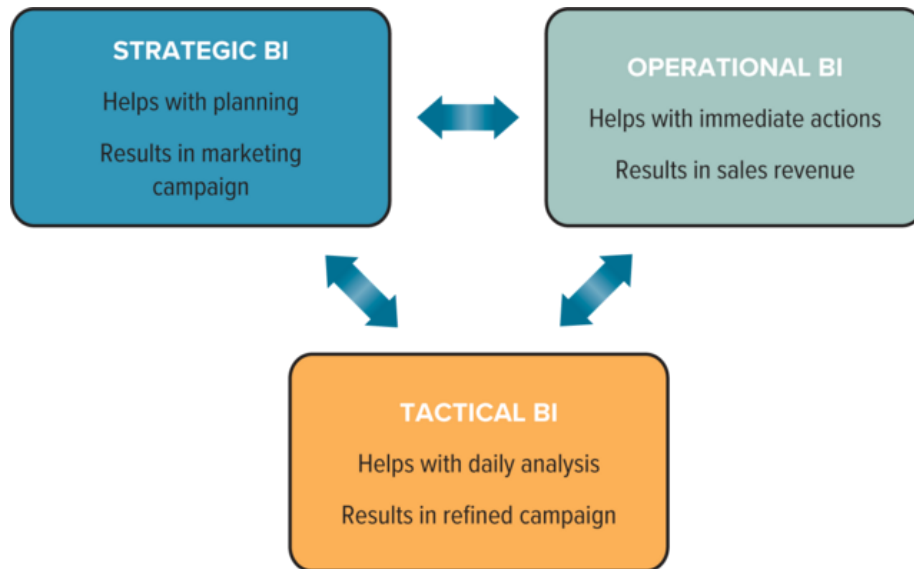 STRATEGIC BI
Helps with planning
Results in marketing
campaign
OPERATIONAL BI
Helps with immediate actions
Results in sales revenue
TACTICAL BI
Helps with daily analysis
Results in refined campaign